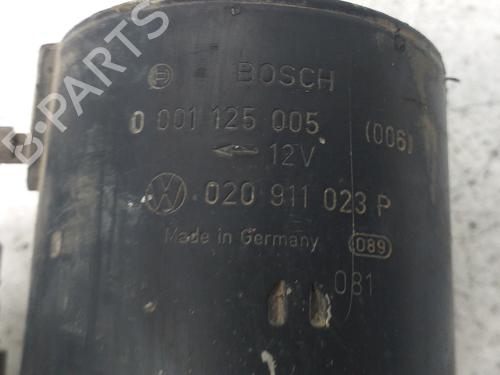 BOSCH
0 001 125 005 (006)
12V
020 911 023 P
Made in Germany 089
081
B-PARTS